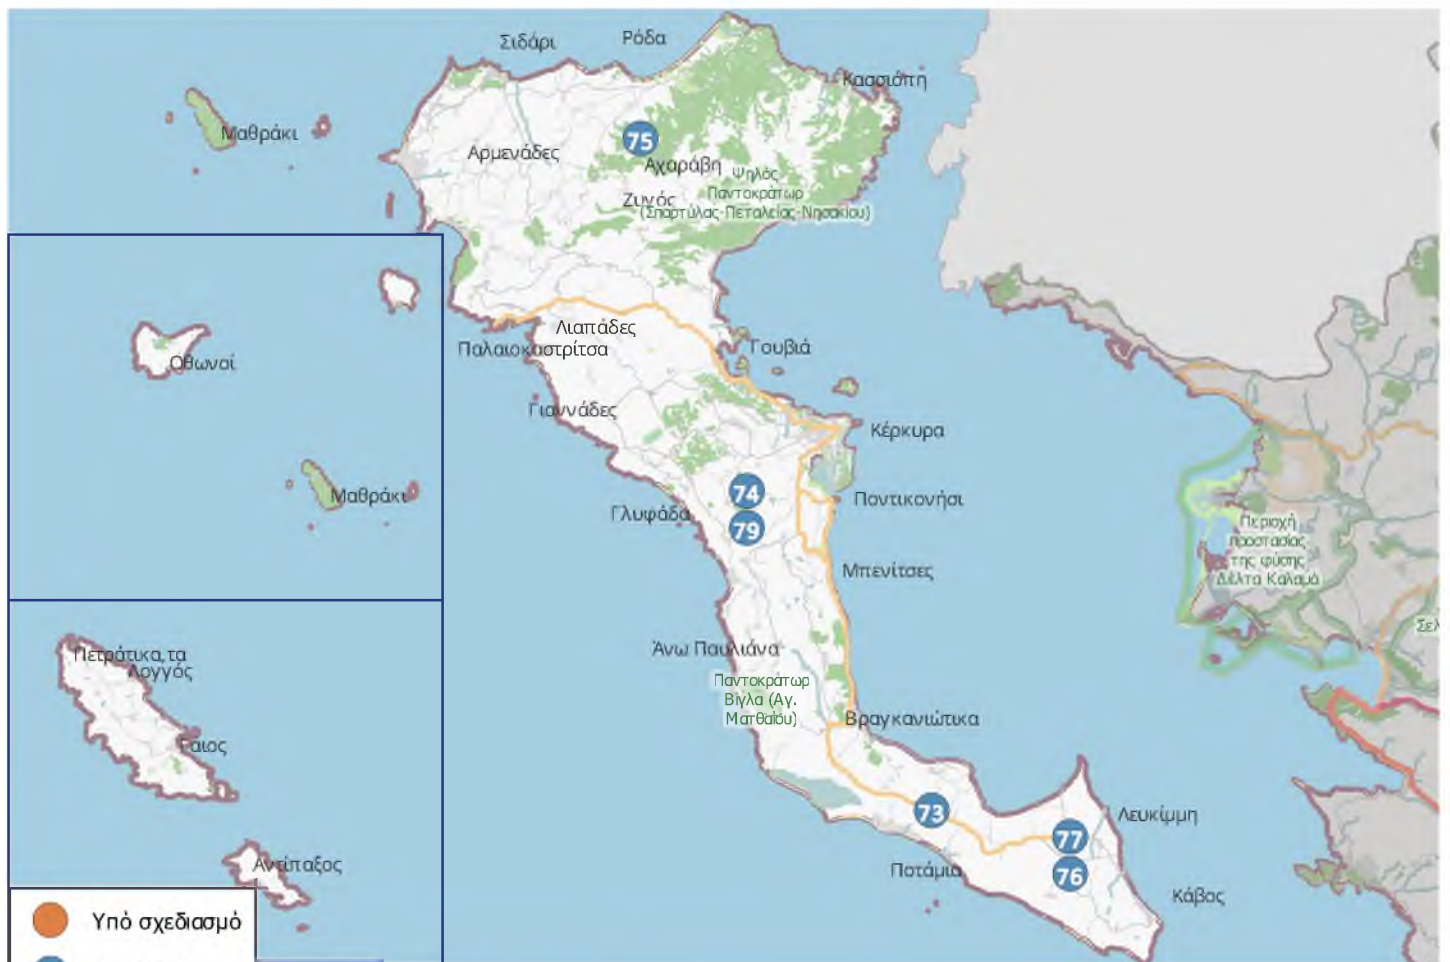 Σιδάρι
Ρόδα
Κασσιόπη
Μαθράκι
75
Αρμενάδες
Αχαράβη
Ψηλός
Παντοκράτωρ
(Σπαρτύλας-Πεταλείας-Νησακίου)
Ζυγός
Οθωνοί
Λιαπάδες
Παλαιοκαστρίτσα
Γουβιά
Γιαννάδες
Κέρκυρα
Μαθράκι
74
Ποντικονήσι
Γλυφάδα
79
Περιοχή
προστασίας
της φύσης
Δέλτα Καλαμά
Μπενίτσες
Σελ
Άνω Παυλιάνα
Πετράτικα, τα
Λογγός
Παντοκράτωρ
Βίγλα (Αγ.
Ματθαίου)
Βραγκανιώτικα
Γάιος
73
Λευκίμμη
77
Ποτάμια
76
Αντίπαξος
Κάβος
Υπό σχεδιασμό